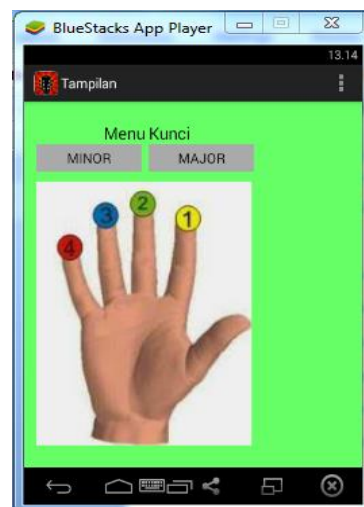 BlueStacks App Player
13.14
Tampilan
Menu Kunci
MINOR MAJOR
2
3
1
4